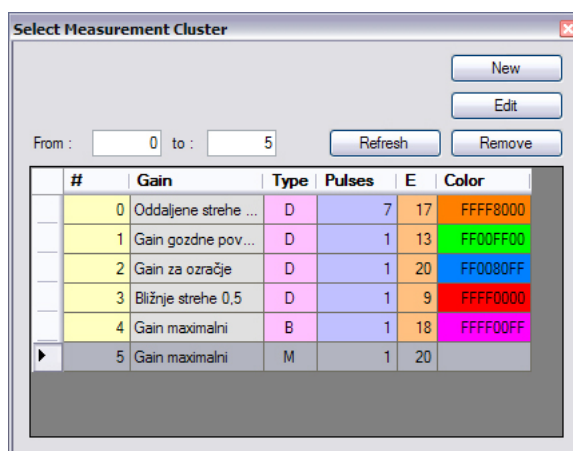 Select Measurement Cluster
New
Edit
From : 0 to : 5 Refresh Remove
# Gain Type Pulses E Color
0 Oddaljene strehe ... D 7 17 FFFF8000
1 Gain gozdne pov... D 1 13 FF00FF00
2 Gain za ozračje D 1 20 FF0080FF
3 Bližnje strehe 0,5 D 1 9 FFFF0000
4 Gain maximalni B 1 18 FFFF00FF
5 Gain maximalni M 1 20